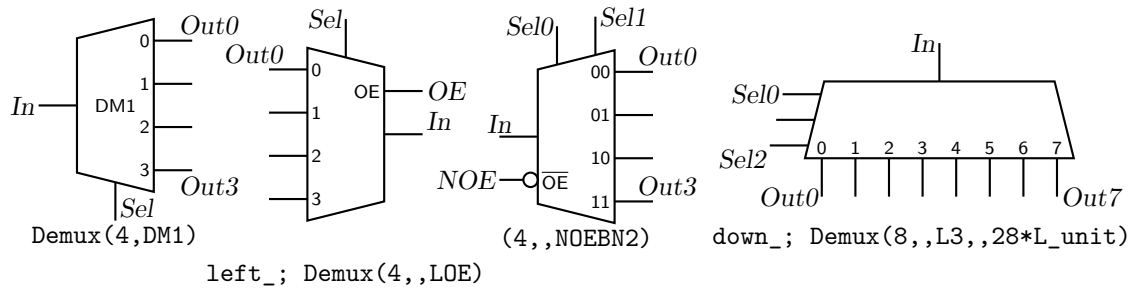 Out0
0
1
In
DM1
2
3
Out3
Sel
Demux(4,DM1)
Sel
Out0
0
OE
OE
1
In
2
3
left_; Demux(4,,LOE)
Sel0
Sel1
Out0
00
01
In
10
NOE
OE
Out3
11
(4,,NOEBN2)
In
Sel0
Sel2
0 1 2 3 4 5 6 7
Out0
Out7
down_; Demux(8,,L3,,28*L_unit)